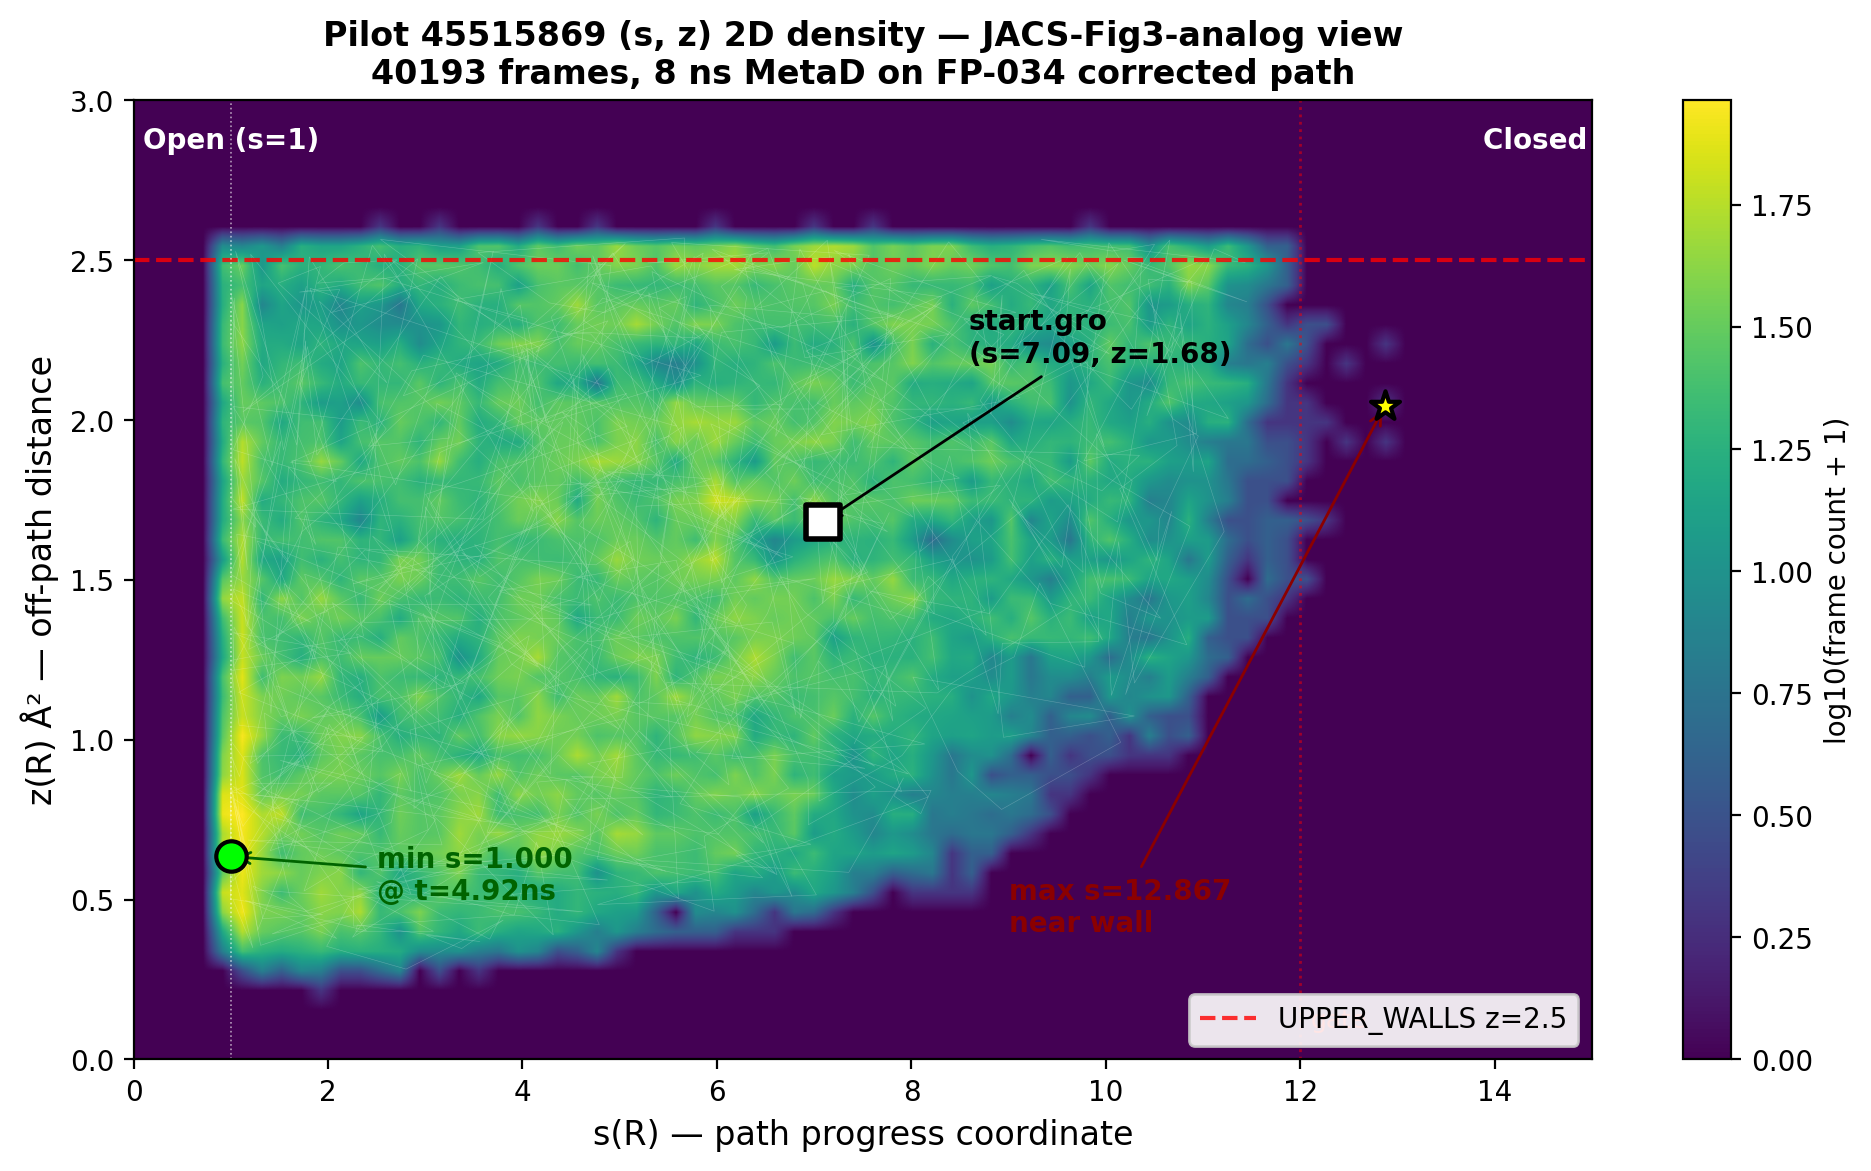 Pilot 45515869 (s, z) 2D density — JACS-Fig3-analog view
40193 frames, 8 ns MetaD on FP-034 corrected path
3.0
2.5
2.0
1.5
1.0
0.5
0.0
z(R) Å² — off-path distance
Open (s=1)
Closed
start.gro
(s=7.09, z=1.68)
min s=1.000
@ t=4.92ns
max s=12.867
near wall
UPPER_WALLS z=2.5
0
2
4
6
8
10
12
14
s(R) — path progress coordinate
1.75
1.50
1.25
1.00
0.75
0.50
0.25
0.00
log10(frame count + 1)